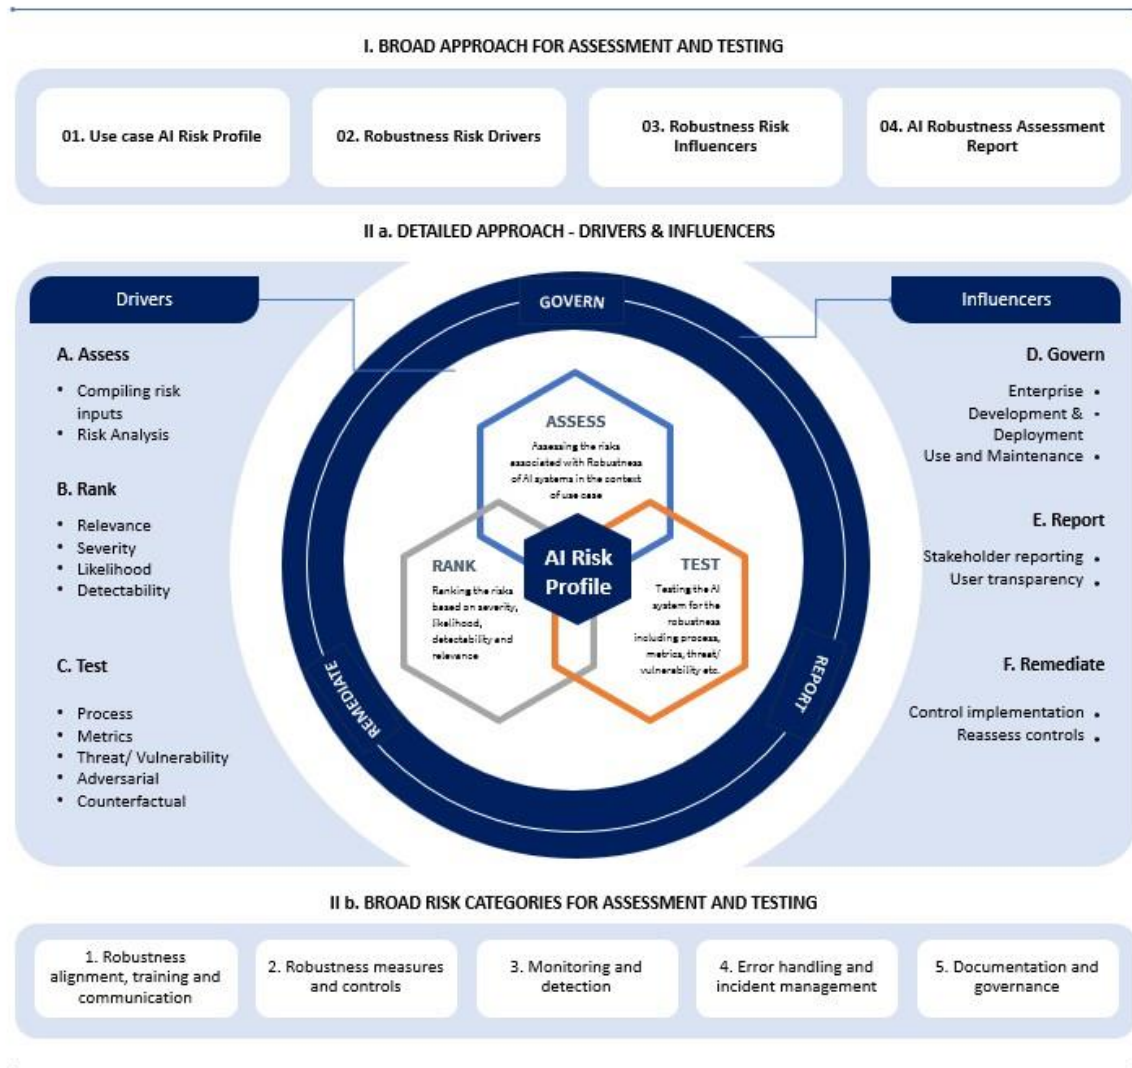 I. BROAD APPROACH FOR ASSESSMENT AND TESTING
01. Use case AI Risk Profile
02. Robustness Risk Drivers
03. Robustness Risk
Influencers
04. AI Robustness Assessment
Report
II a. DETAILED APPROACH - DRIVERS & INFLUENCERS
Drivers
A. Assess
• Compiling risk
inputs
• Risk Analysis
B. Rank
• Relevance
• Severity
• Likelihood
• Detectability
C. Test
• Process
• Metrics
• Threat/ Vulnerability
• Adversarial
• Counterfactual
GOVERN
ASSESS
Assessing the risks
associated with Robustness
of AI systems in the context
of use case
RANK
Ranking the risks
based on severity,
likelihood,
detectability and
relevance
AI Risk
Profile
TEST
Testing the AI
system for the
robustness
including process,
metrics, threat/
vulnerability etc.
REMEDIATE
REPORT
Influencers
D. Govern
Enterprise •
Development & •
Deployment
Use and Maintenance •
E. Report
Stakeholder reporting •
User transparency •
F. Remediate
Control implementation •
Reassess controls •
II b. BROAD RISK CATEGORIES FOR ASSESSMENT AND TESTING
1. Robustness
alignment, training and
communication
2. Robustness measures
and controls
3. Monitoring and
detection
4. Error handling and
incident management
5. Documentation and
governance